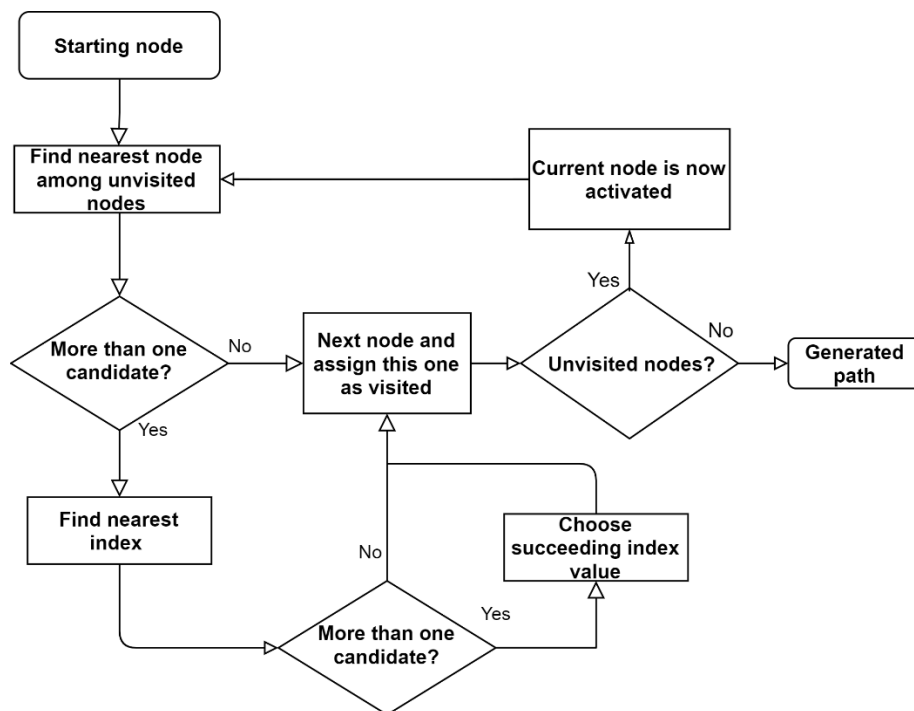 Starting node
Find nearest node
among unvisited
nodes
Current node is now
activated
Yes
No
More than one
candidate?
No
Next node and
assign this one
as visited
Unvisited nodes?
Generated
path
Yes
Find nearest
index
No
Choose
succeeding index
value
Yes
More than one
candidate?